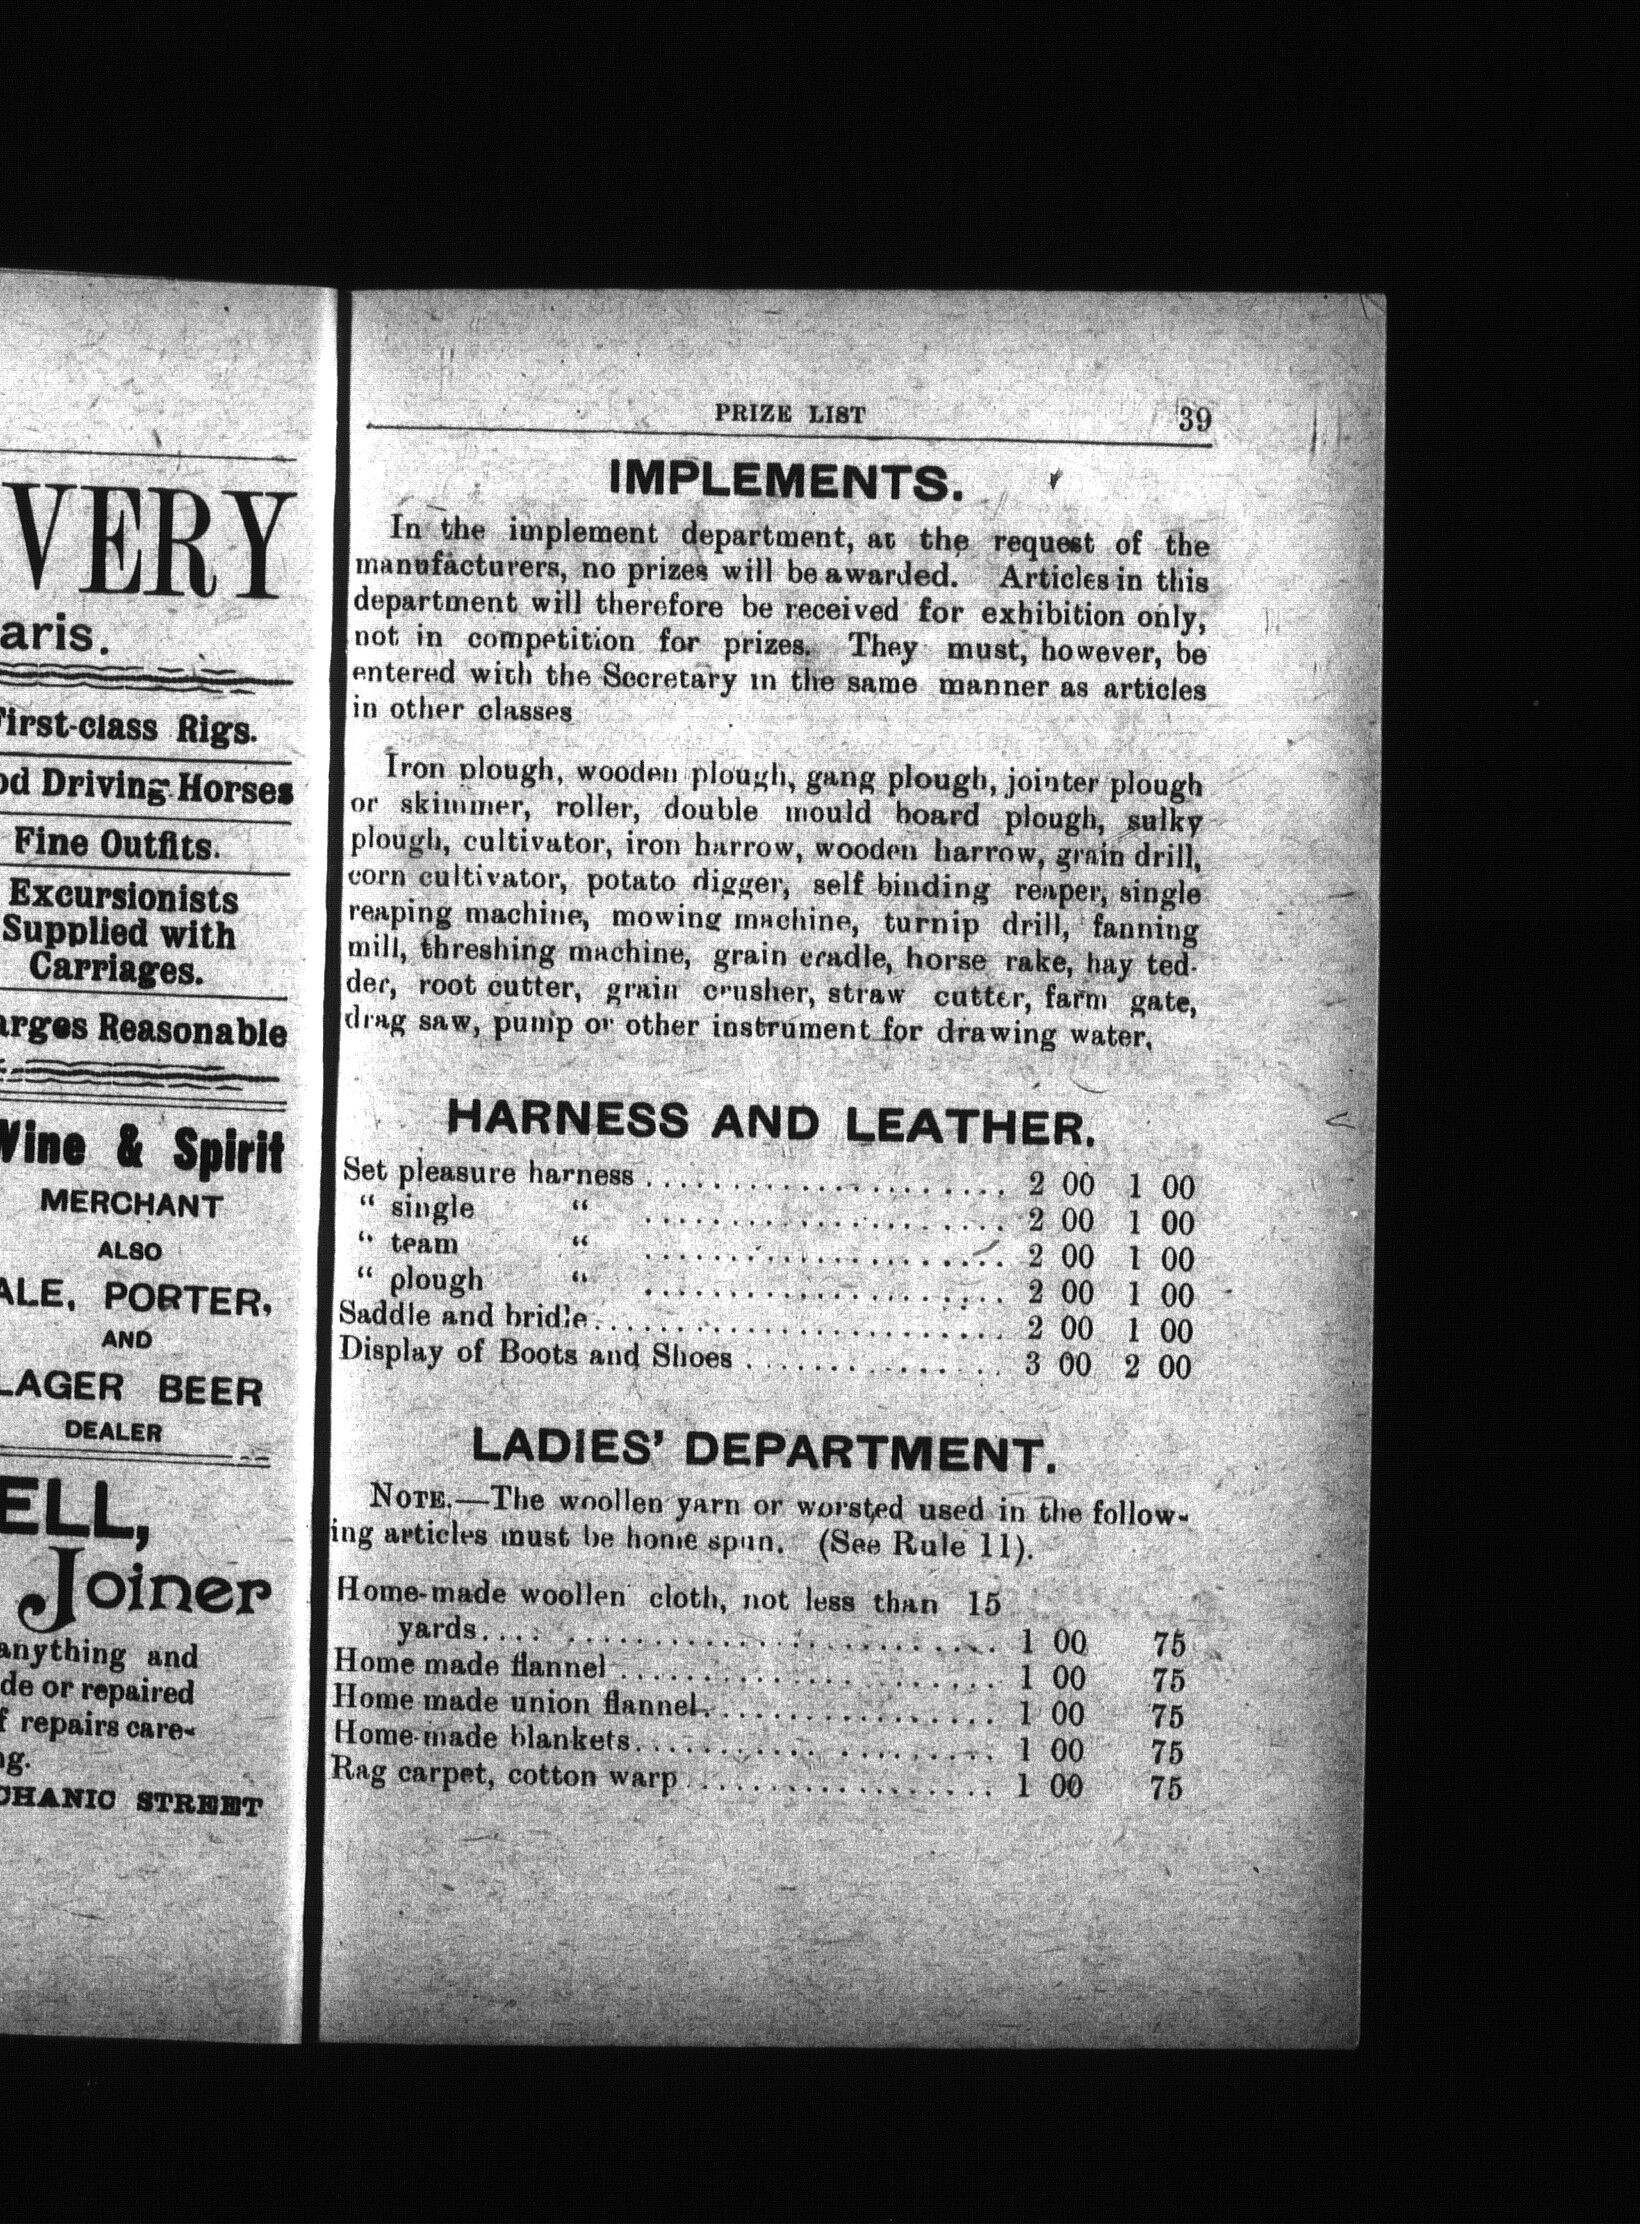 VERY
aris.
First-class Rigs.
od Driving Horses
Fine Outfits.
Excursionists
Supplied with
Carriages.
arges Reasonable
Wine & Spirit
MERCHANT
ALSO
ALE, PORTER,
AND
LAGER BEER
DEALER
ELL,
Joiner
anything and
de or repaired
f repairs care-
ng.
CHANIC STREET
PRIZE LIST 39
IMPLEMENTS.
In the implement department, at the request of the
manufacturers, no prizes will be awarded. Articles in this
department will therefore be received for exhibition only,
not in competition for prizes. They must, however, be
entered with the Secretary in the same manner as articles
in other classes
Iron plough, wooden plough, gang plough, jointer plough
or skimmer, roller, double mould board plough, sulky
plough, cultivator, iron harrow, wooden harrow, grain drill,
corn cultivator, potato digger, self binding reaper, single
reaping machine, mowing machine, turnip drill, fanning
mill, threshing machine, grain cradle, horse rake, hay ted-
der, root cutter, grain crusher, straw cutter, farm gate,
drag saw, pump or other instrument for drawing water,
HARNESS AND LEATHER.
Set pleasure harness .................... 2 00 1 00
" single " .................... 2 00 1 00
" team " .................... 2 00 1 00
" plough " .................... 2 00 1 00
Saddle and bridle....................... 2 00 1 00
Display of Boots and Shoes .............. 3 00 2 00
LADIES' DEPARTMENT.
NOTE.—The woollen yarn or worsted used in the follow-
ing articles must be home spun. (See Rule 11).
Home-made woollen cloth, not less than 15
yards.... ........................ 1 00 75
Home made flannel ..................... 1 00 75
Home made union flannel................ 1 00 75
Home-made blankets.................... 1 00 75
Rag carpet, cotton warp ................ 1 00 75